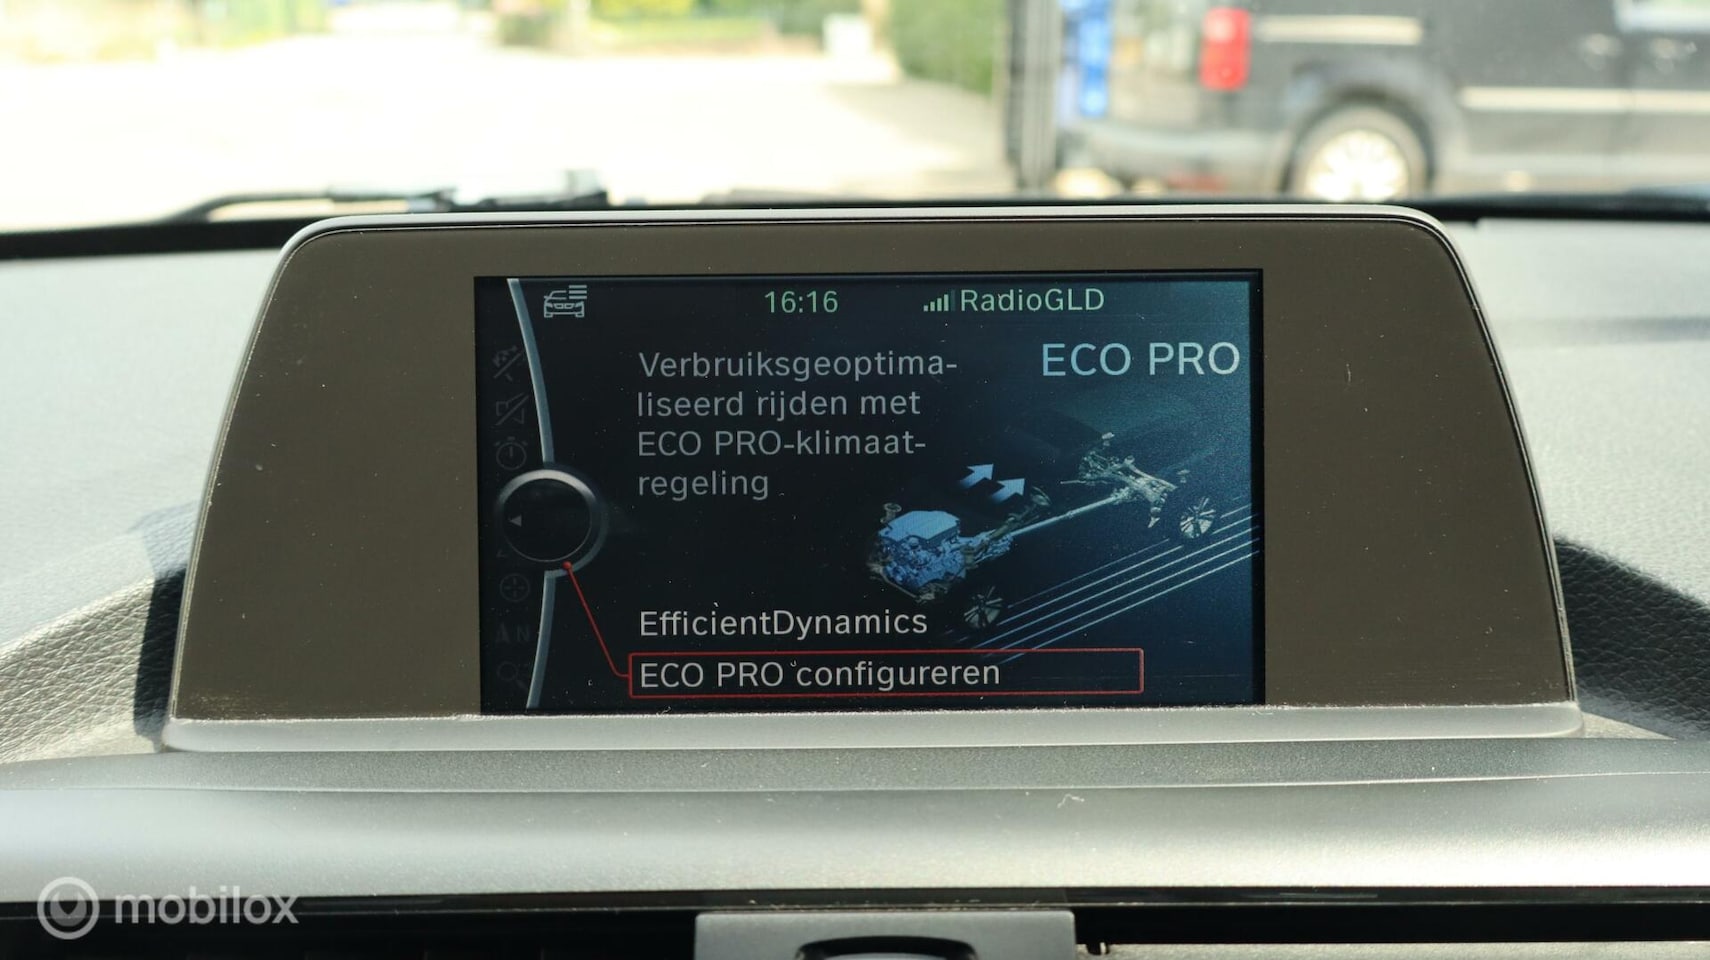 16:16
RadioGLD
ECO PRO
Verbruiksgeoptima-
liseerd rijden met
ECO PRO-klimaat-
regeling
EfficientDynamics
ECO PRO configureren
mobilox